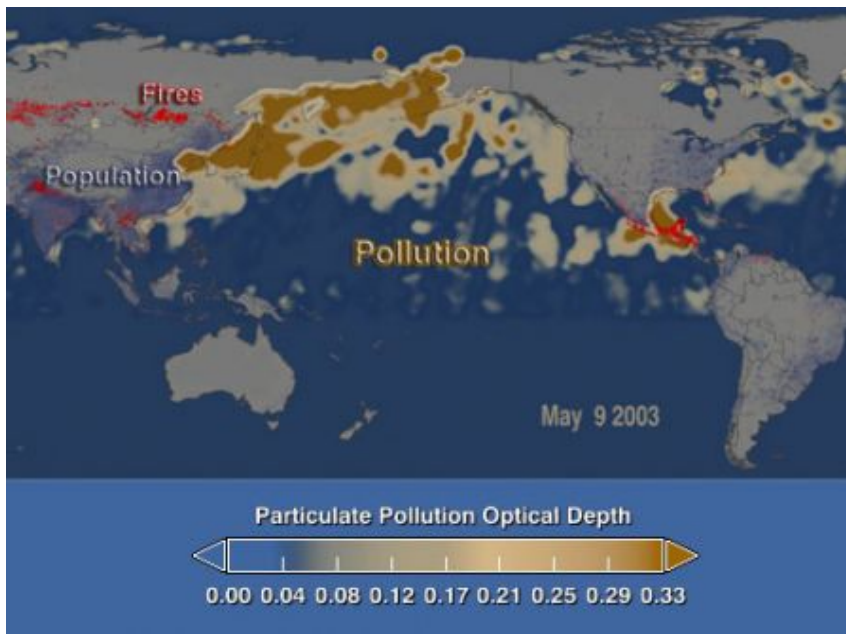 Fires
Population
Pollution
May 9 2003
Particulate Pollution Optical Depth
0.00 0.04 0.08 0.12 0.17 0.21 0.25 0.29 0.33